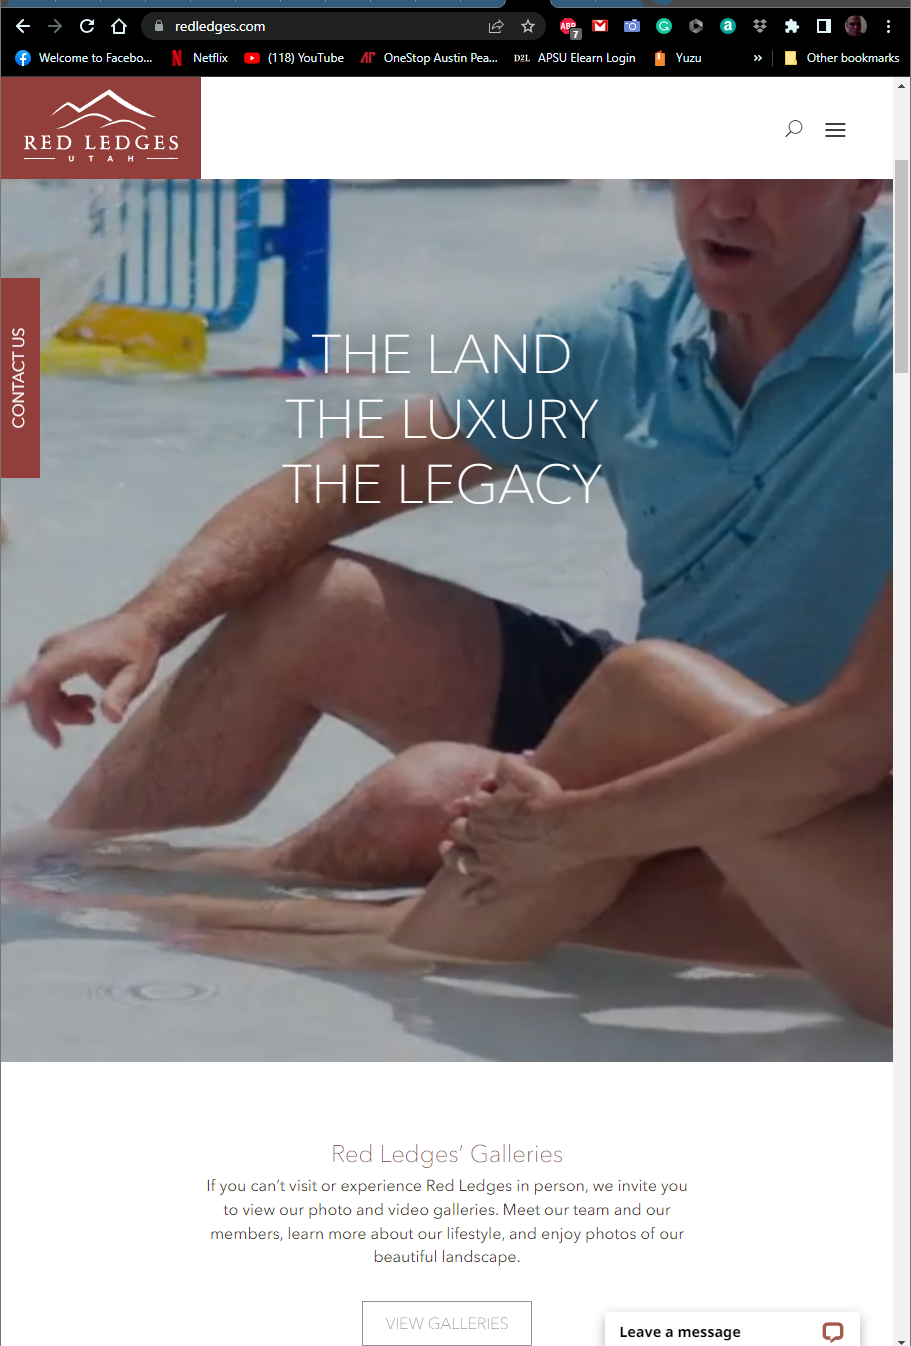 redledges.com
7
Welcome to Facebo...
Netflix
(118) YouTube
OneStop Austin Pea...
D2L
APSU Elearn Login
Yuzu
»
Other bookmarks
RED LEDGES
UTAH
CONTACT US
THE LAND
THE LUXURY
THE LEGACY
Red Ledges’ Galleries
If you can’t visit or experience Red Ledges in person, we invite you
to view our photo and video galleries. Meet our team and our
members, learn more about our lifestyle, and enjoy photos of our
beautiful landscape.
VIEW GALLERIES
Leave a message